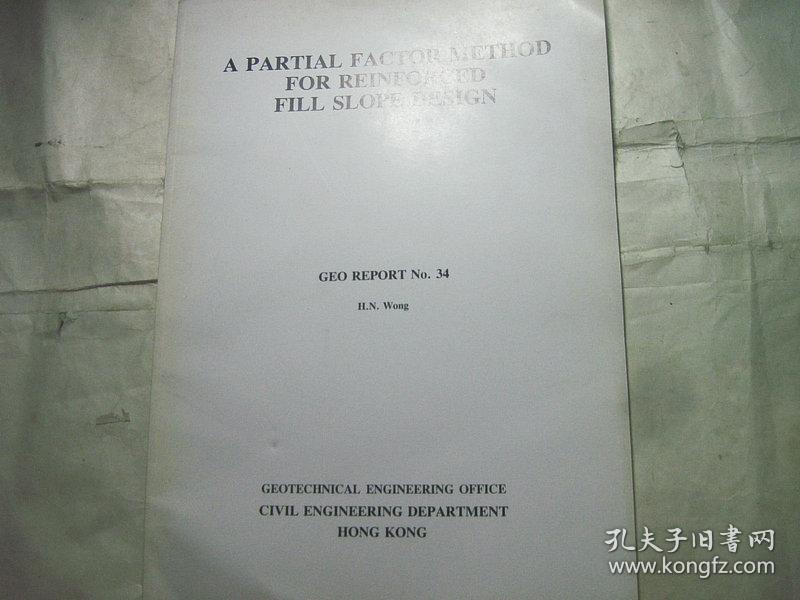 A PARTIAL FACTOR METHOD
FOR REINFORCED
FILL SLOPE DESIGN
GEO REPORT No. 34
H.N. Wong
GEOTECHNICAL ENGINEERING OFFICE
CIVIL ENGINEERING DEPARTMENT
HONG KONG
孔夫子旧書网
www.kongfz.com